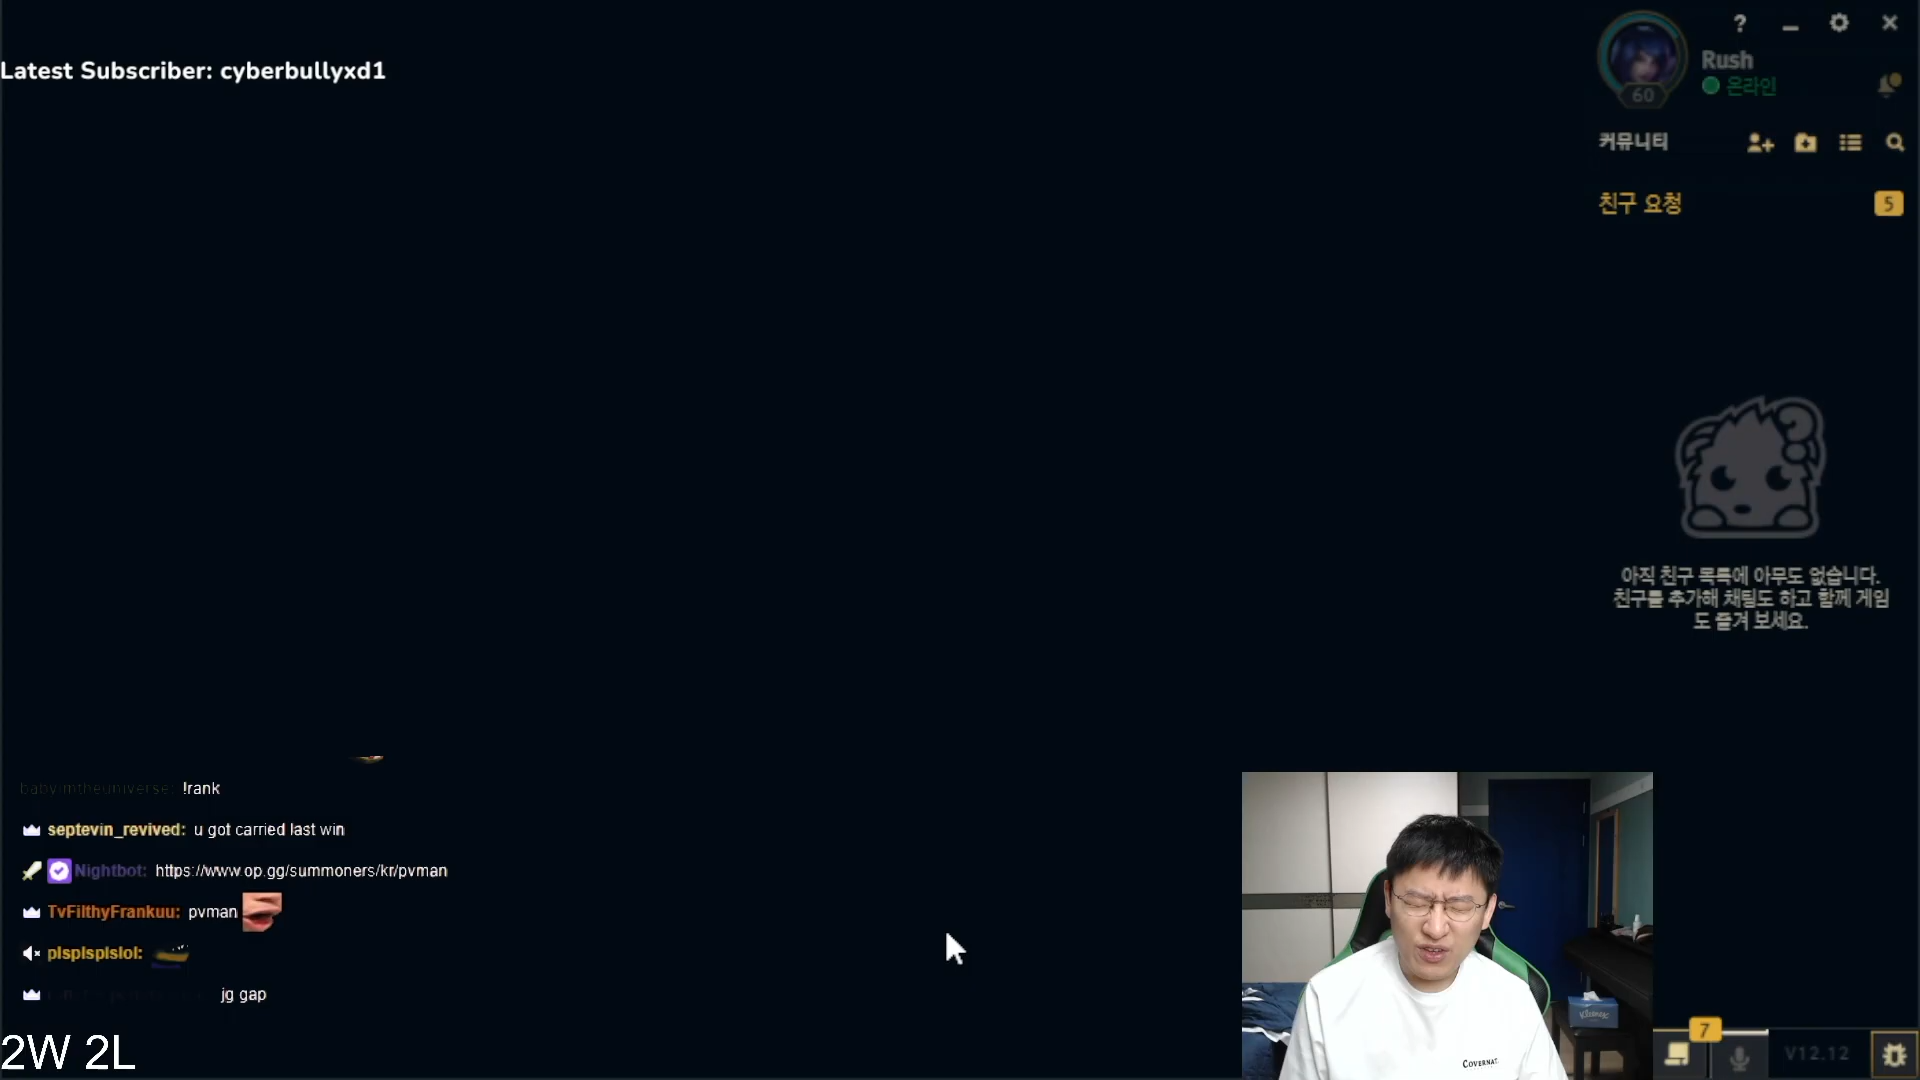 Latest Subscriber: cyberbullyxd1
?
Rush
60
온라인
커뮤니티
친구 요청
5
아직 친구 목록에 아무도 없습니다.
친구를 추가해 채팅도 하고 함께 게임
도 즐겨 보세요.
babyimtheuniverse: !rank
septevin_revived: u got carried last win
Nightbot: https://www.op.gg/summoners/kr/pvman
TvFilthyFrankuu: pvman
plsplsplslol:
jg gap
2W 2L
Kleenex
COVERNAT.
7
V12.12